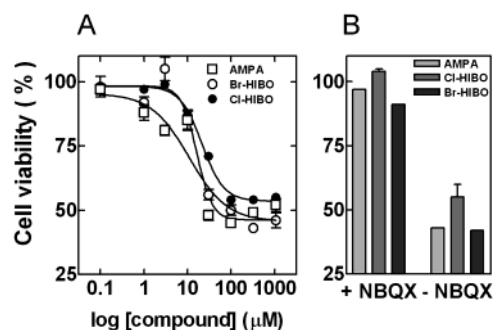 A
B
AMPA
Br-HIBO
Cl-HIBO
AMPA
Cl-HIBO
Br-HIBO
Cell viability ( % )
100
75
50
25
100
75
50
25
0.1 1 10 100 1000
+ NBQX - NBQX
log [compound] (μM)